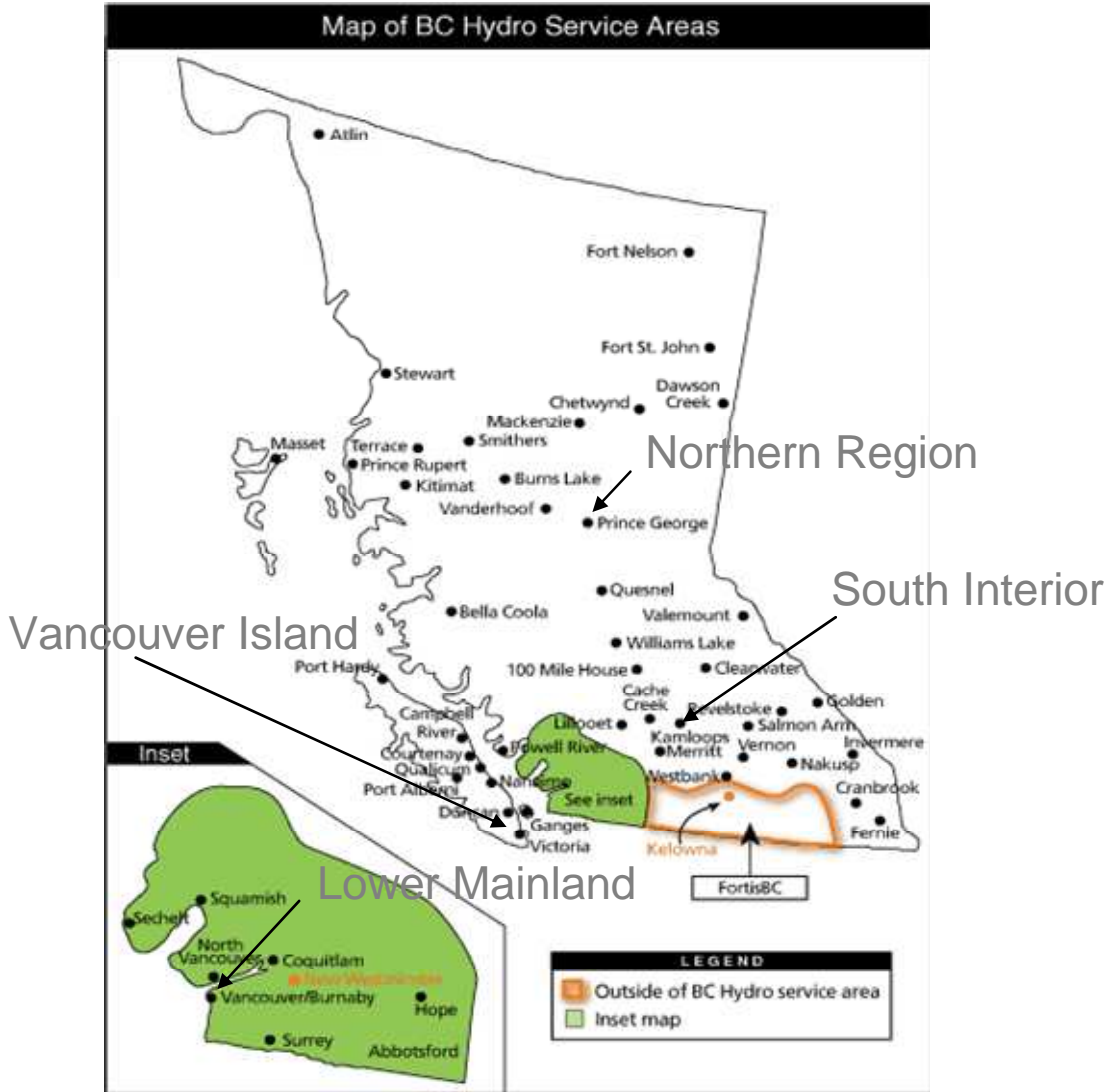 Map of BC Hydro Service Areas
Atlin
Fort Nelson
Fort St. John
Stewart
Dawson
Creek
Chetwynd
Mackenzie
Masset
Terrace
Smithers
Northern Region
Prince Rupert
Kitimat
Burns Lake
Vanderhoof
Prince George
Quesnel
South Interior
Bella Coola
Valemount
Vancouver Island
Williams Lake
Port Hardy
100 Mile House
Clearwater
Cache
Creek
Revelstoke
Golden
Campbell
River
Lillooet
Kamloops
Salmon Arm
Invermere
Courtenay
Powell River
Merritt
Vernon
Nakusp
Qualicum
Port Alberni
Nanaimo
Westbank
Cranbrook
See inset
Duncan
Ganges
Victoria
Kelowna
Fernie
FortisBC
Inset
Lower Mainland
Squamish
Sechelt
North
Vancouver
Coquitlam
New Westminster
Vancouver/Burnaby
Hope
Surrey
Abbotsford
LEGEND
Outside of BC Hydro service area
Inset map